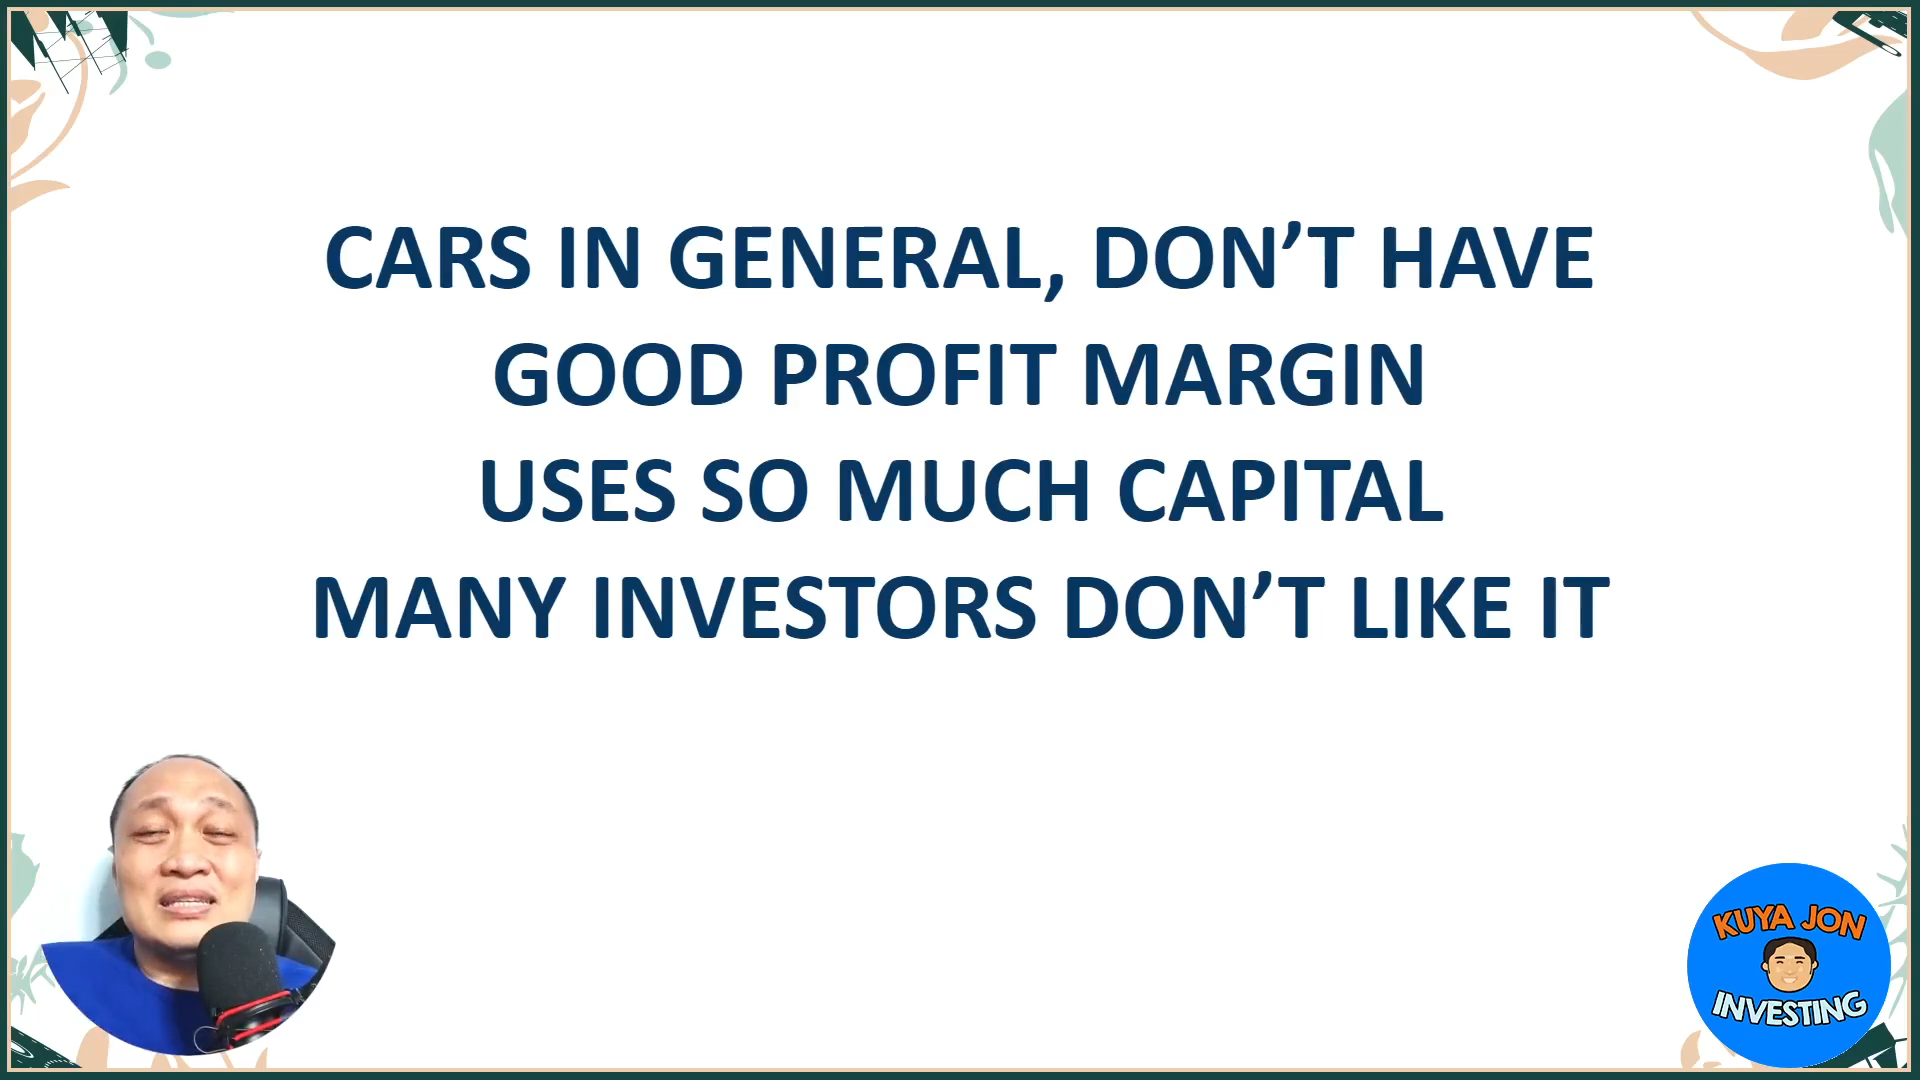 CARS IN GENERAL, DON’T HAVE
GOOD PROFIT MARGIN
USES SO MUCH CAPITAL
MANY INVESTORS DON’T LIKE IT
KUYA JON
INVESTING